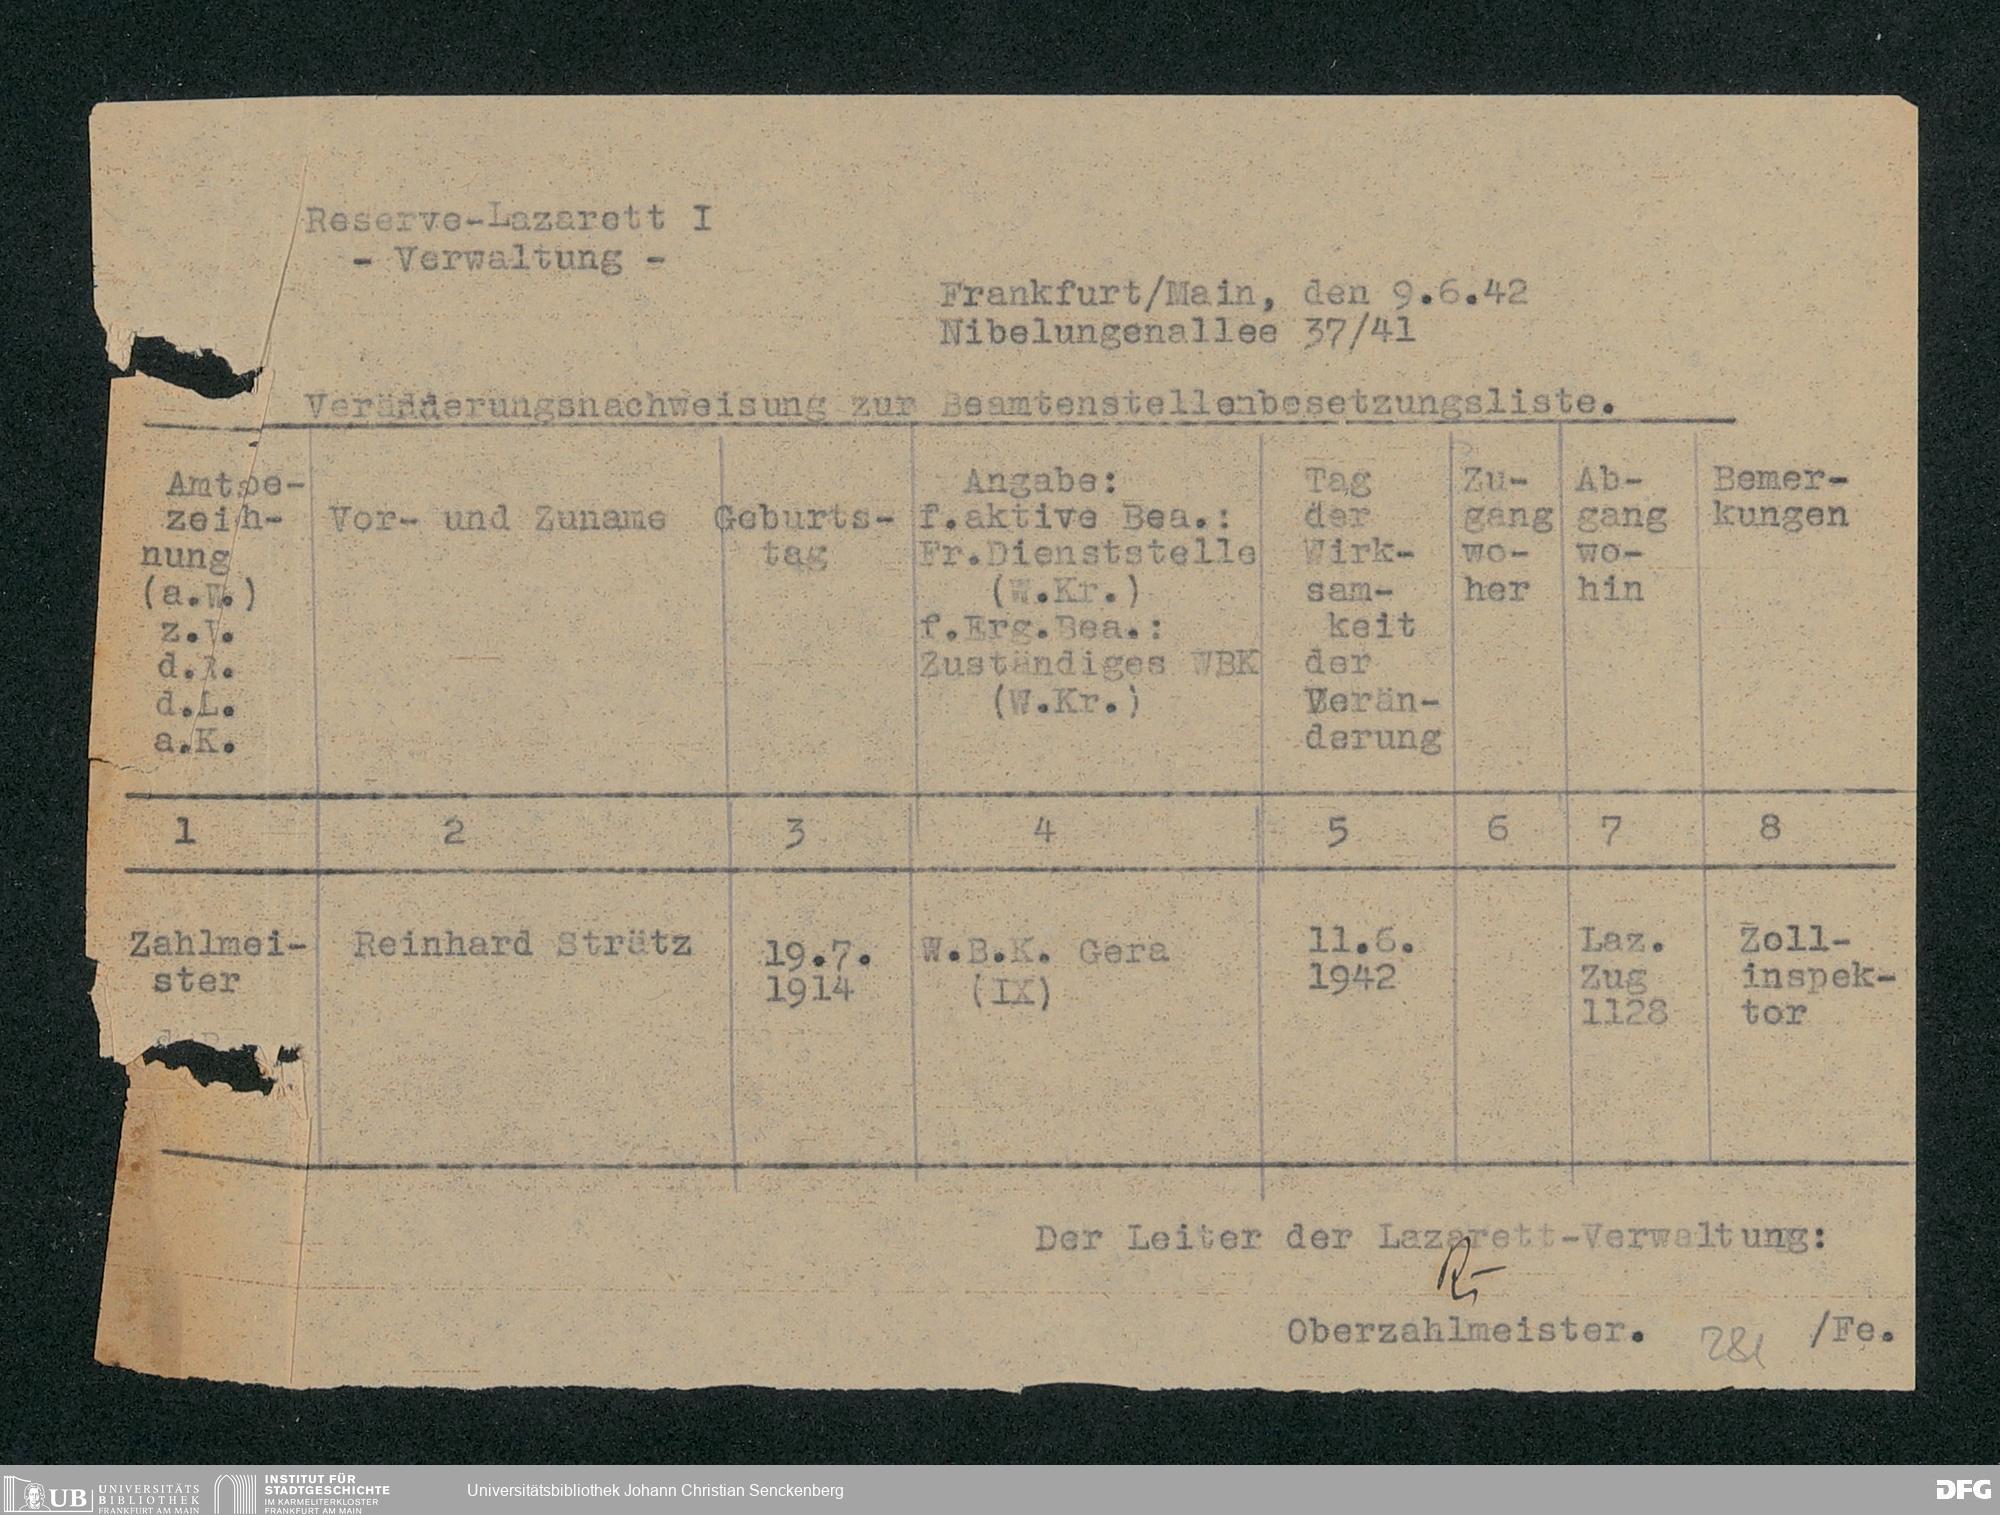 Reserve-Lazarett I
- Verwaltung -
Frankfurt/Main, den 9.6.42
Nibelungenallee 37/41
Verädderungsnachweisung zur Beamtenstellenbesetzungsliste.
Amtsbe-
zeich-
nung
(a.W.)
z.V.
d.R.
d.L.
a.K.
Vor- und Zuname
Geburts-
tag
Angabe:
f.aktive Bea.:
Fr.Dienststelle
(W.Kr.)
f.Erg.Bea.:
Zuständiges WBK
(W.Kr.)
Tag
der
Wirk-
sam-
keit
der
Verän-
derung
Zu-
gang
wo-
her
Ab-
gang
wo-
hin
Bemer-
kungen
1 2 3 4 5 6 7 8
Zahlmei-
ster
Reinhard Strätz
19.7.
1914
W.B.K. Gera
(IX)
11.6.
1942
Laz.
Zug
1128
Zoll-
inspek-
tor
Der Leiter der Lazarett-Verwaltung:
Oberzahlmeister.
281
/Fe.
UB UNIVERSITÄTS
BIBLIOTHEK
FRANKFURT AM MAIN
INSTITUT FÜR
STADTGESCHICHTE
IM KARMELITERKLOSTER
FRANKFURT AM MAIN
Universitätsbibliothek Johann Christian Senckenberg
DFG